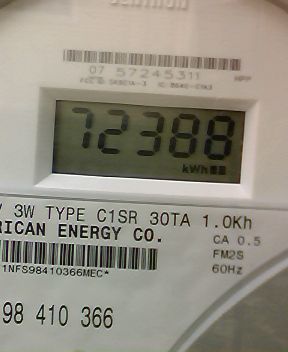 07 57245311
72388
kWh
3W TYPE C1SR 30TA 1.0Kh
RICAN ENERGY CO.
CA 0.5
FM2S
1NFS98410366MEC*
60Hz
98 410 366